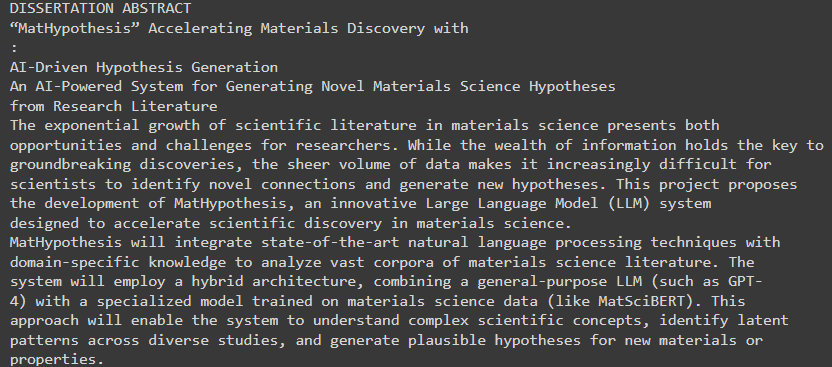 DISSERTATION ABSTRACT
“MatHypothesis” Accelerating Materials Discovery with
:
AI-Driven Hypothesis Generation
An AI-Powered System for Generating Novel Materials Science Hypotheses
from Research Literature
The exponential growth of scientific literature in materials science presents both
opportunities and challenges for researchers. While the wealth of information holds the key to
groundbreaking discoveries, the sheer volume of data makes it increasingly difficult for
scientists to identify novel connections and generate new hypotheses. This project proposes
the development of MatHypothesis, an innovative Large Language Model (LLM) system
designed to accelerate scientific discovery in materials science.
MatHypothesis will integrate state-of-the-art natural language processing techniques with
domain-specific knowledge to analyze vast corpora of materials science literature. The
system will employ a hybrid architecture, combining a general-purpose LLM (such as GPT-
4) with a specialized model trained on materials science data (like MatSciBERT). This
approach will enable the system to understand complex scientific concepts, identify latent
patterns across diverse studies, and generate plausible hypotheses for new materials or
properties.